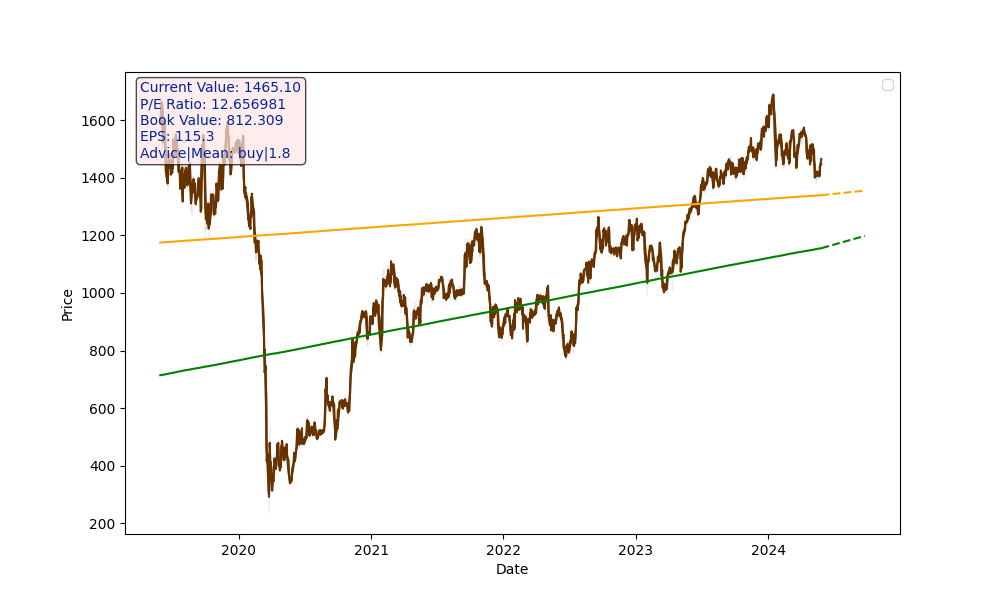 Current Value: 1465.10
P/E Ratio: 12.656981
Book Value: 812.309
EPS: 115.3
Advice|Mean: buy|1.8
1600
1400
1200
1000
800
600
400
200
Price
2020 2021 2022 2023 2024
Date